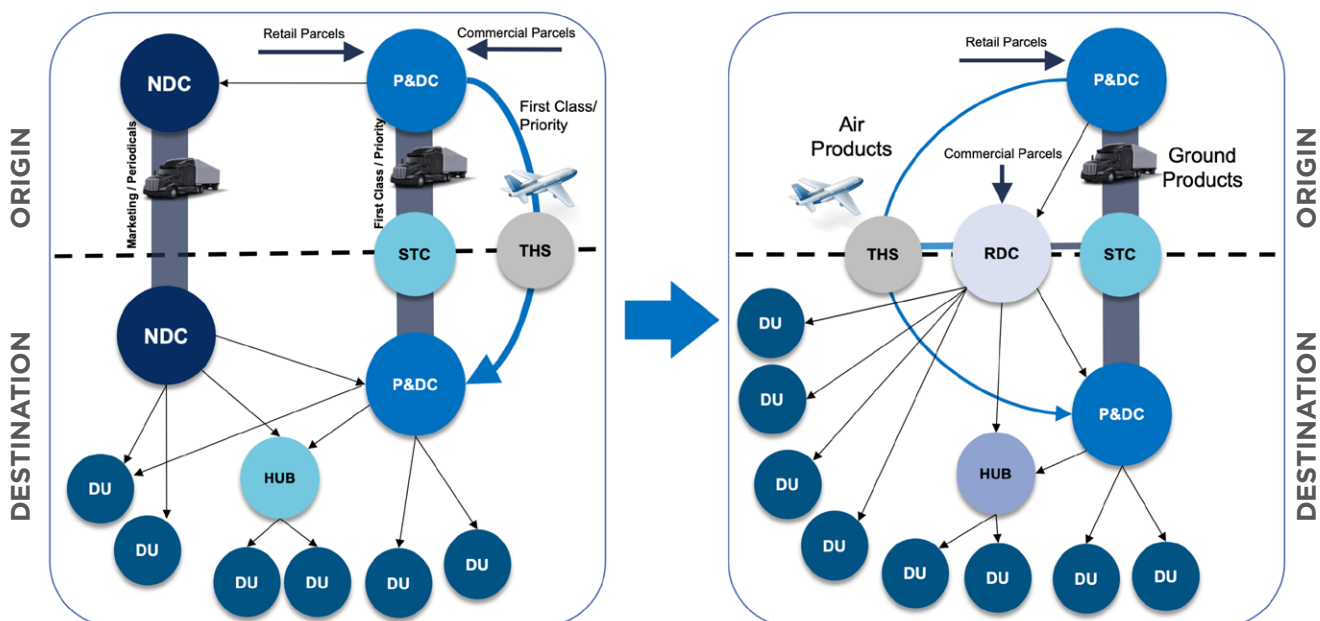 ORIGIN
DESTINATION
Retail Parcels
Commercial Parcels
NDC
P&DC
First Class/
Priority
Marketing / Periodicals
First Class / Priority
STC
THS
NDC
P&DC
HUB
DU
DU
DU
DU
DU
DU
Retail Parcels
P&DC
Air
Products
Commercial Parcels
Ground
Products
THS
RDC
STC
DU
DU
P&DC
DU
HUB
DU
DU
DU
DU
DU
ORIGIN
DESTINATION